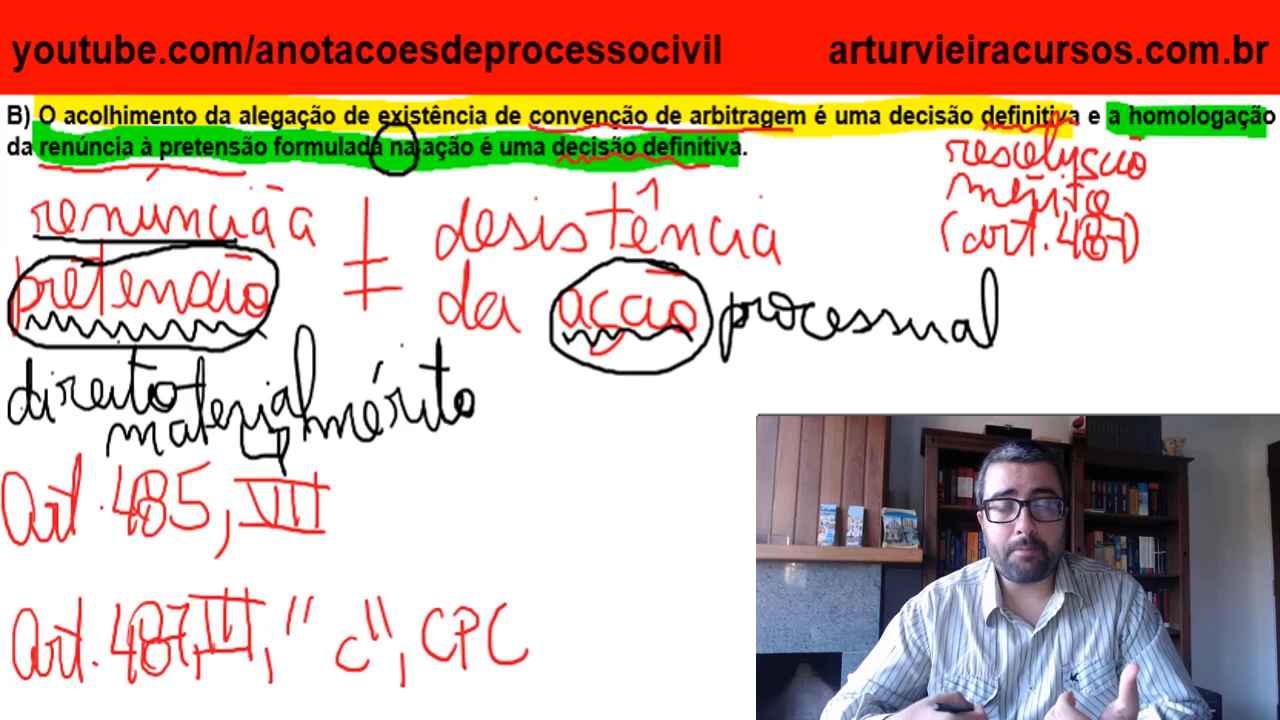 youtube.com/anotacoesdeprocessocivil arturvieiracursos.com.br
B) O acolhimento da alegação de existência de convenção de arbitragem é uma decisão definitiva e a homologação
da renúncia à pretensão formulada na ação é uma decisão definitiva.
resolução
mérito
(art. 487)
renúncia a ≠ desistência
pretensão da ação processual
direito
material mérito
art. 485, VII
art. 487, III, "c", CPC